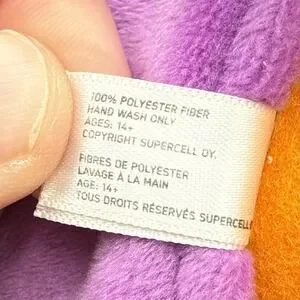 100% POLYESTER FIBER
HAND WASH ONLY
AGES: 14+
COPYRIGHT SUPERCELL OY.
FIBRES DE POLYESTER
LAVAGE À LA MAIN
AGE: 14+
TOUS DROITS RÉSERVÉS SUPERCELL